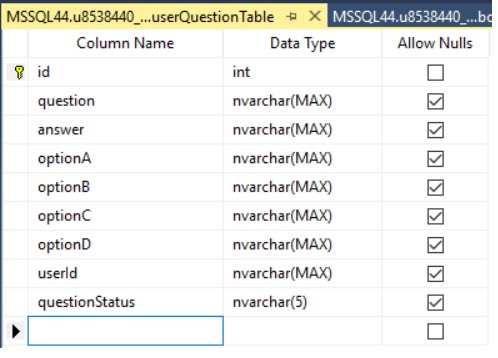 MSSQL44.u8538440_...userQuestionTable MSSQL44.u8538440_...bo
Column Name Data Type Allow Nulls
id int
question nvarchar(MAX)
answer nvarchar(MAX)
optionA nvarchar(MAX)
optionB nvarchar(MAX)
optionC nvarchar(MAX)
optionD nvarchar(MAX)
userId nvarchar(MAX)
questionStatus nvarchar(5)